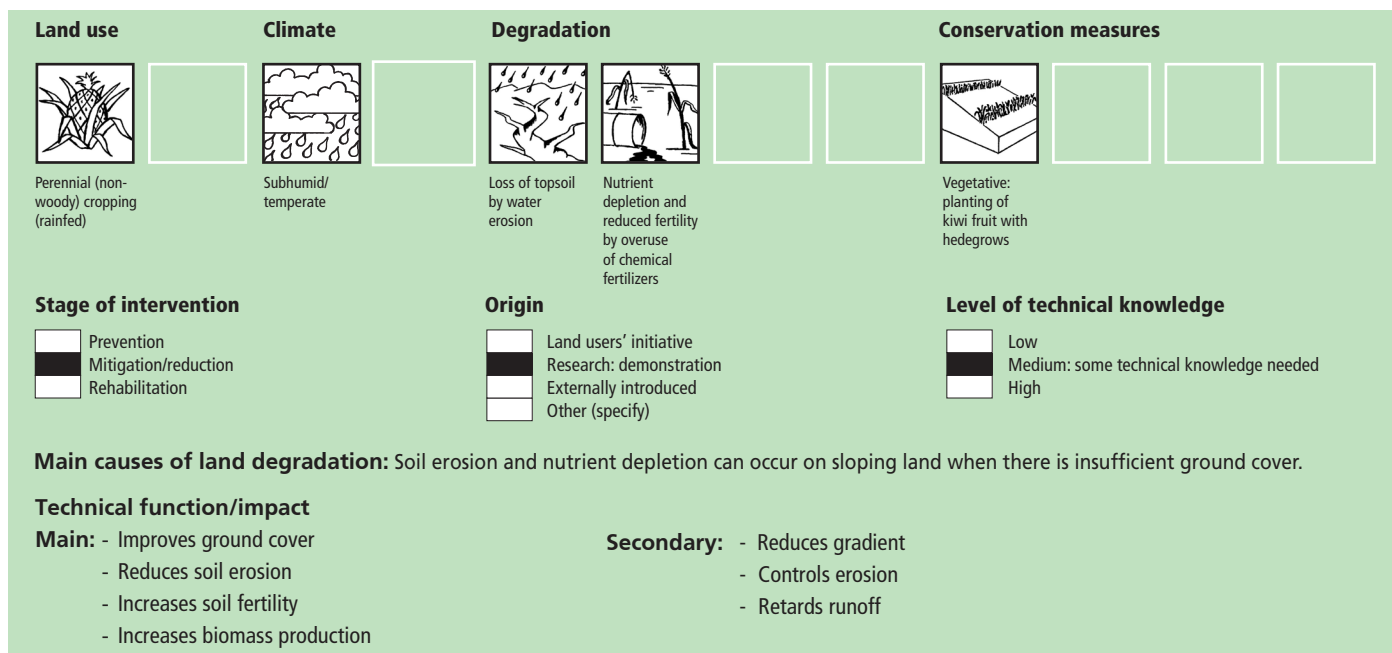 Land use
Climate
Degradation
Conservation measures
Perennial (non-
woody) cropping
(rainfed)
Subhumid/
temperate
Loss of topsoil
by water
erosion
Nutrient
depletion and
reduced fertility
by overuse
of chemical
fertilizers
Vegetative:
planting of
kiwi fruit with
hedegrows
Stage of intervention
Prevention
Mitigation/reduction
Rehabilitation
Origin
Land users’ initiative
Research: demonstration
Externally introduced
Other (specify)
Level of technical knowledge
Low
Medium: some technical knowledge needed
High
Main causes of land degradation: Soil erosion and nutrient depletion can occur on sloping land when there is insufficient ground cover.
Technical function/impact
Main: - Improves ground cover
- Reduces soil erosion
- Increases soil fertility
- Increases biomass production
Secondary: - Reduces gradient
- Controls erosion
- Retards runoff